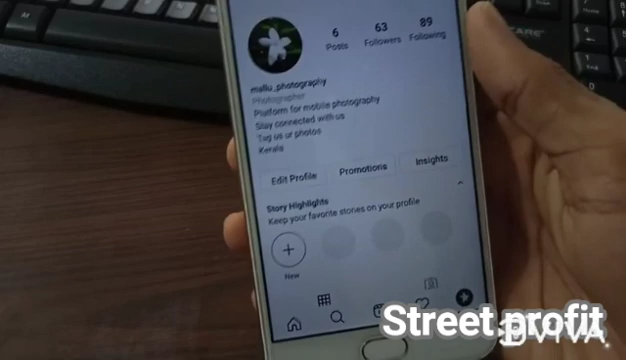 6 63 89
Posts Followers Following
mallu_photography
Photographer
Platform for mobile photography
Stay connected with us
Tag us ur photos
Kerala
Edit Profile Promotions Insights
Story Highlights
Keep your favorite stories on your profile
New
Street profit
VIVA